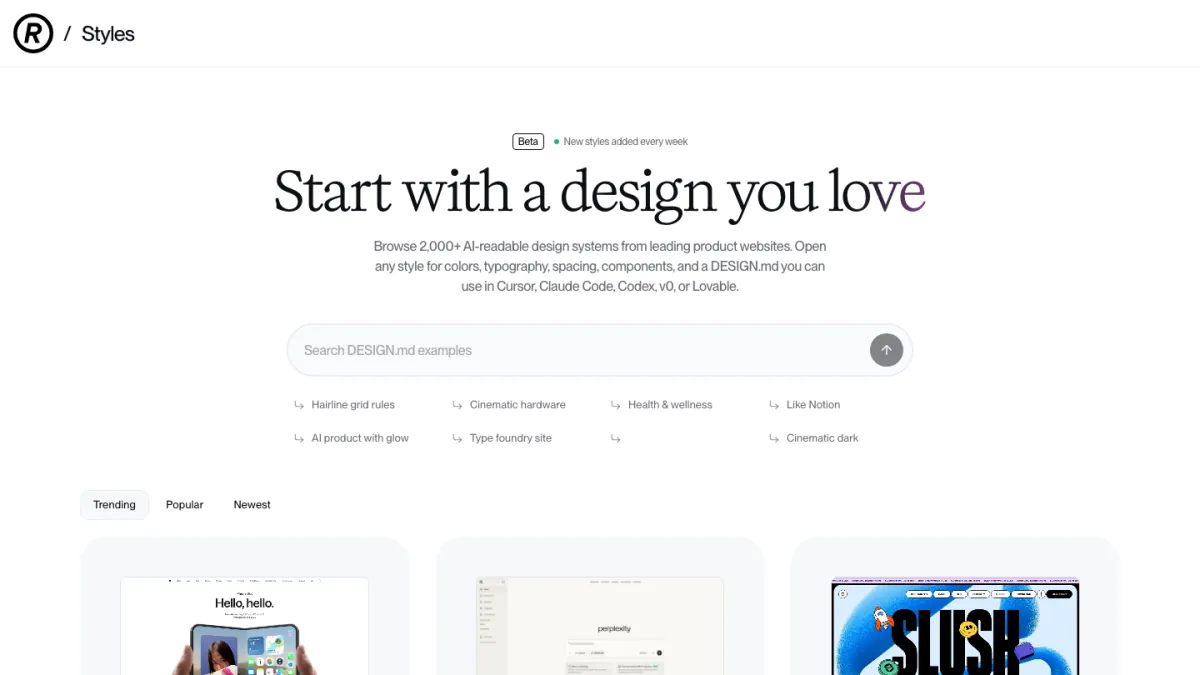 R / Styles
Beta New styles added every week
Start with a design you love
Browse 2,000+ AI-readable design systems from leading product websites. Open
any style for colors, typography, spacing, components, and a DESIGN.md you can
use in Cursor, Claude Code, Codex, v0, or Lovable.
Search DESIGN.md examples
Hairline grid rules Cinematic hardware Health & wellness Like Notion
AI product with glow Type foundry site Cinematic dark
Trending Popular Newest
Hello, hello.
perplexity
SLUSH